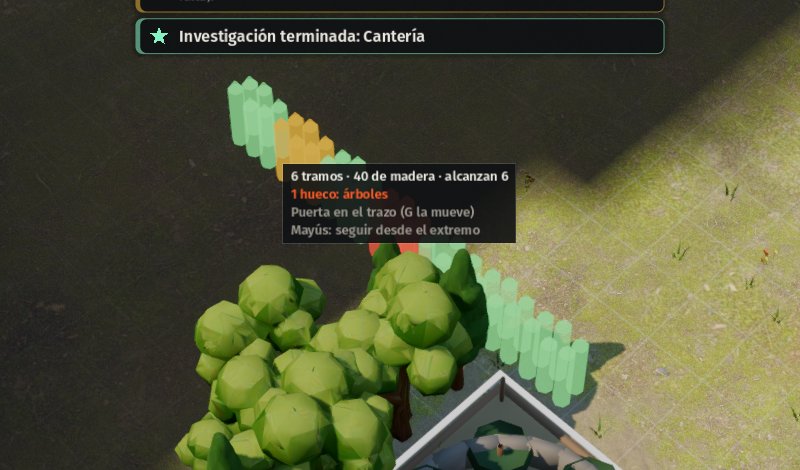 Investigación terminada: Cantería
6 tramos · 40 de madera · alcanzan 6
1 hueco: árboles
Puerta en el trazo (G la mueve)
Mayús: seguir desde el extremo